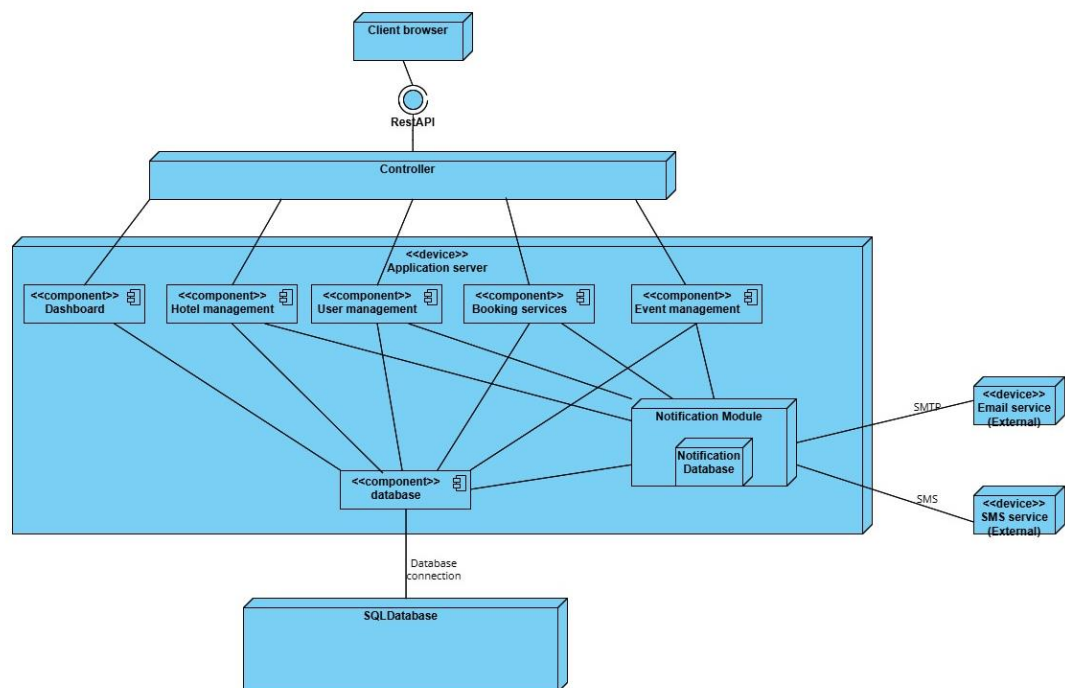 Client browser
RestAPI
Controller
<<device>>
Application server
<<component>>
Dashboard
<<component>>
Hotel management
<<component>>
User management
<<component>>
Booking services
<<component>>
Event management
Notification Module
Notification
Database
<<component>>
database
SMTP
<<device>>
Email service
(External)
SMS
<<device>>
SMS service
(External)
Database
connection
SQLDatabase